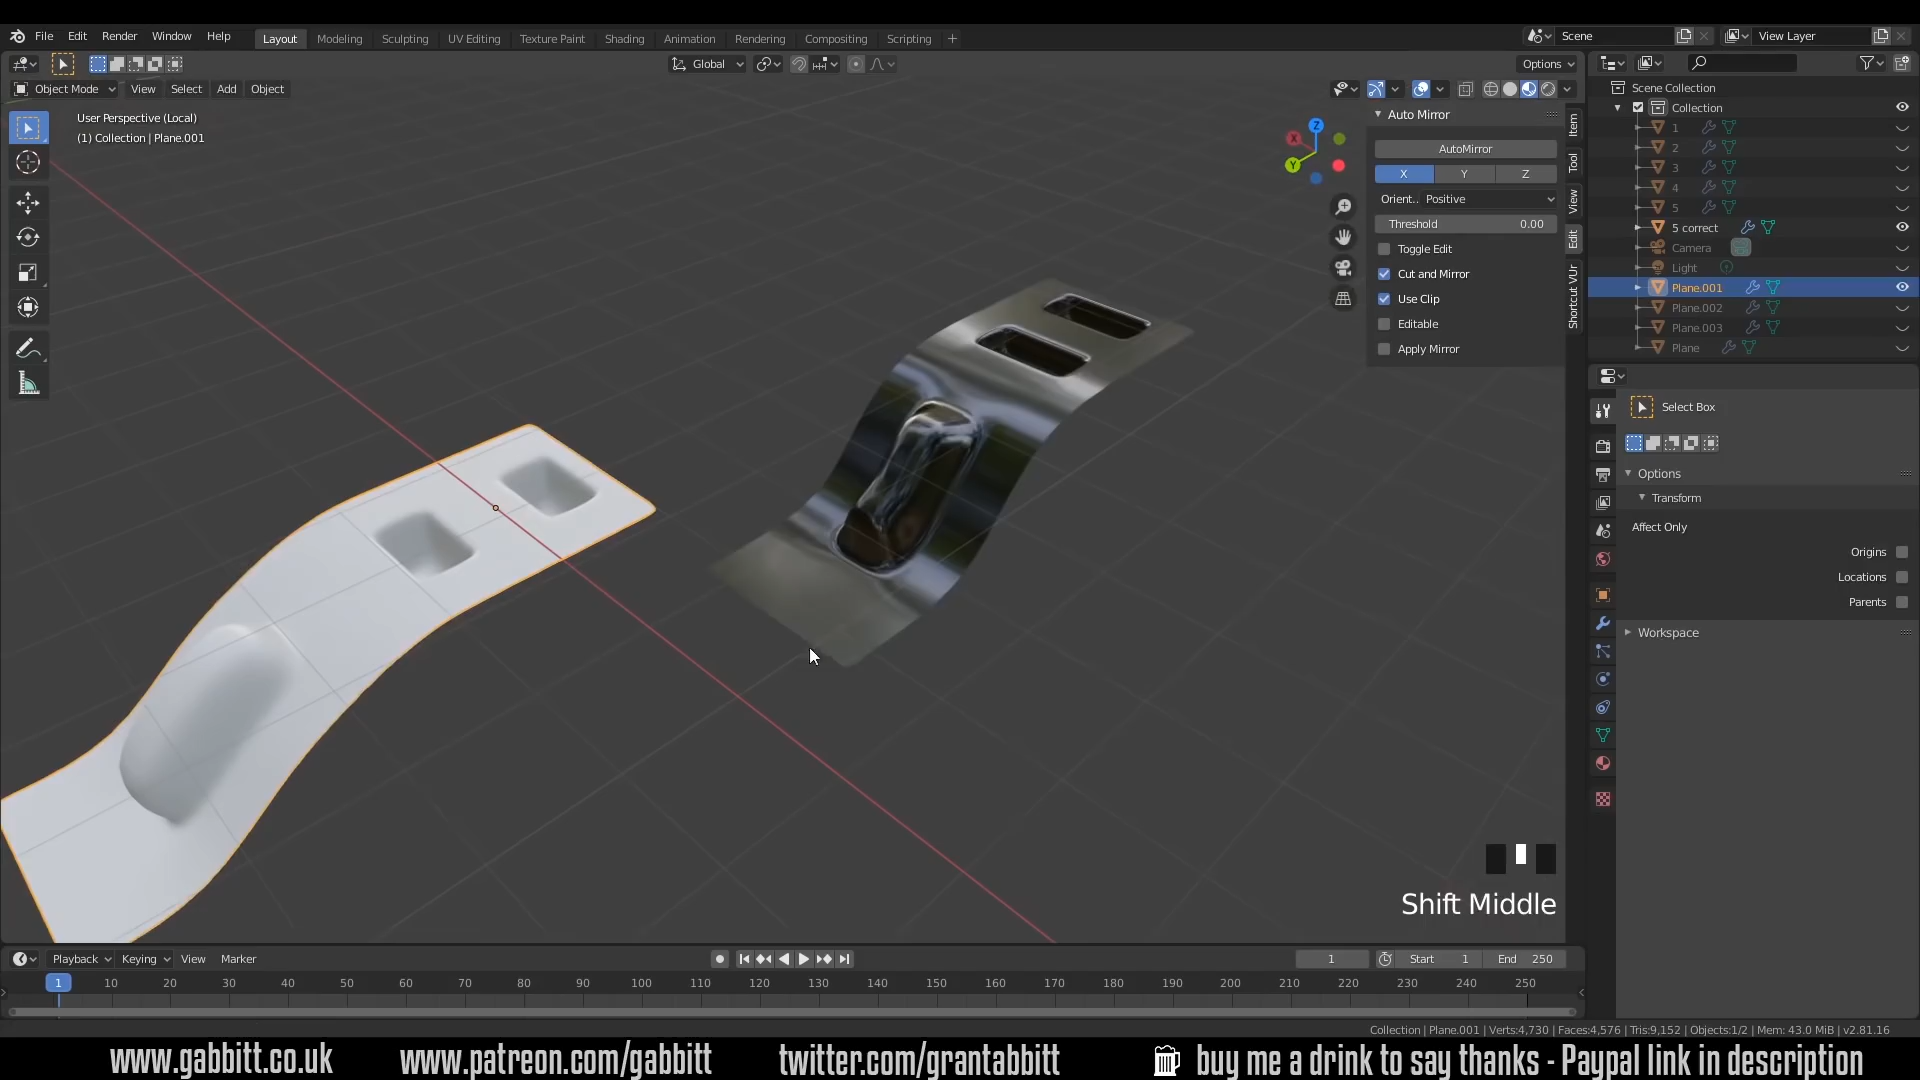 File Edit Render Window Help
Layout Modeling Sculpting UV Editing Texture Paint Shading Animation Rendering Compositing Scripting +
Scene
View Layer
Global
Options
Object Mode View Select Add Object
User Perspective (Local)
(1) Collection | Plane.001
X
Y
Z
Auto Mirror
AutoMirror
X Y Z
Orient.. Positive
Threshold 0.00
Toggle Edit
Cut and Mirror
Use Clip
Editable
Apply Mirror
Item
Tool
View
Edit
Shortcut VUr
Scene Collection
Collection
1
2
3
4
5
5 correct
Camera
Light
Plane.001
Plane.002
Plane.003
Plane
Select Box
Options
Transform
Affect Only
Origins
Locations
Parents
Workspace
Shift Middle
Playback Keying View Marker
1
Start 1
End 250
1 10 20 30 40 50 60 70 80 90 100 110 120 130 140 150 160 170 180 190 200 210 220 230 240 250
Collection | Plane.001 | Verts:4,730 | Faces:4,576 | Tris:9,152 | Objects:1/2 | Mem: 43.0 MiB | v2.81.16
www.gabbitt.co.uk www.patreon.com/gabbitt twitter.com/grantabbitt buy me a drink to say thanks - Paypal link in description